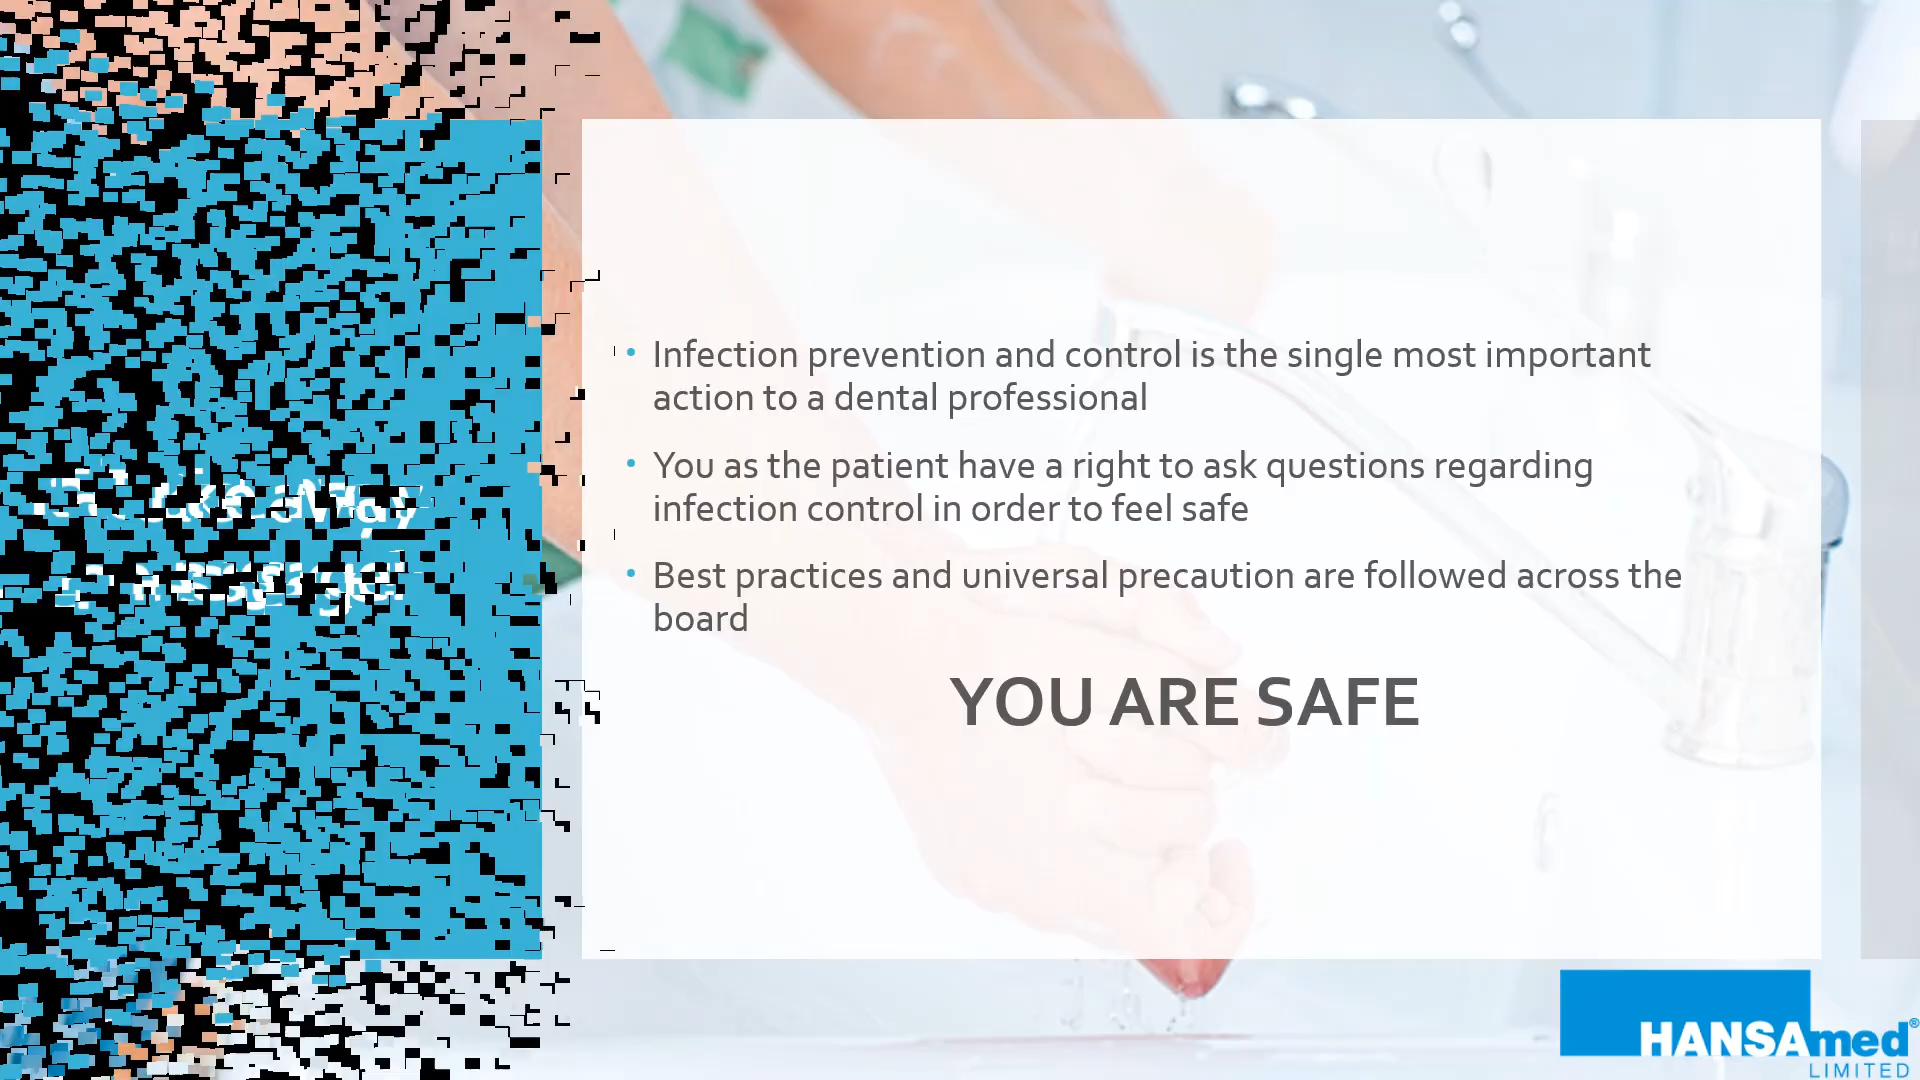 Takeaway
message:
• Infection prevention and control is the single most important
action to a dental professional
• You as the patient have a right to ask questions regarding
infection control in order to feel safe
• Best practices and universal precaution are followed across the
board
YOU ARE SAFE
HANSAmed®
LIMITED